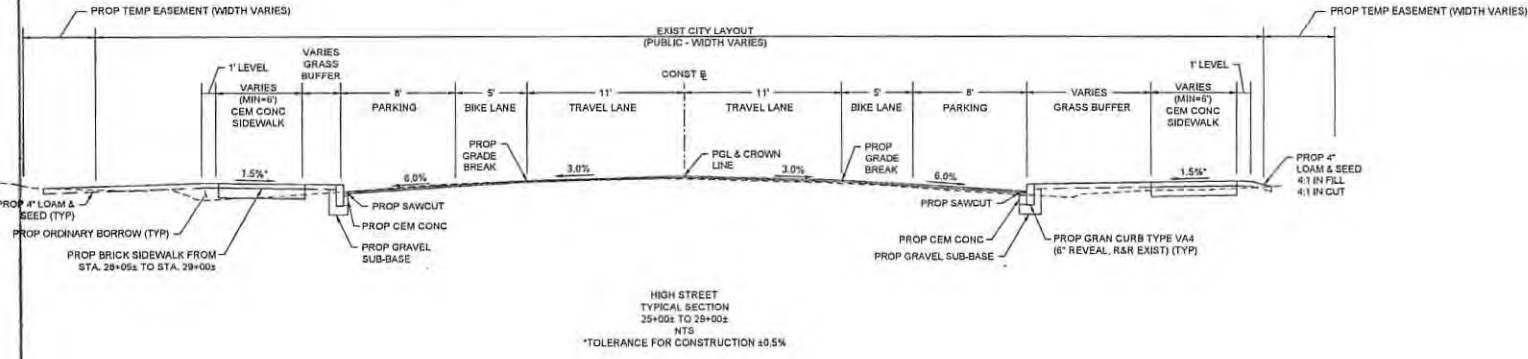 PROP TEMP EASEMENT (WIDTH VARIES)
PROP TEMP EASEMENT (WIDTH VARIES)
EXIST CITY LAYOUT
(PUBLIC - WIDTH VARIES)
VARIES
GRASS
BUFFER
1' LEVEL
VARIES
(MIN=6')
CEM CONC
SIDEWALK
8'
PARKING
5'
BIKE LANE
11'
TRAVEL LANE
CONST B
11'
TRAVEL LANE
5'
BIKE LANE
8'
PARKING
VARIES
GRASS BUFFER
VARIES
(MIN=6')
CEM CONC
SIDEWALK
1' LEVEL
PROP
GRADE
BREAK
PGL & CROWN
LINE
PROP
GRADE
BREAK
1.5%*
6.0%
3.0%
3.0%
6.0%
1.5%*
PROP 4"
LOAM & SEED
4:1 IN FILL
4:1 IN CUT
PROP 4" LOAM &
SEED (TYP)
PROP SAWCUT
PROP SAWCUT
PROP ORDINARY BORROW (TYP)
PROP CEM CONC
PROP CEM CONC
PROP GRAN CURB TYPE VA4
(6" REVEAL, R&R EXIST) (TYP)
PROP BRICK SIDEWALK FROM
STA. 28+05± TO STA. 29+00±
PROP GRAVEL
SUB-BASE
PROP GRAVEL SUB-BASE
HIGH STREET
TYPICAL SECTION
25+00± TO 29+00±
NTS
*TOLERANCE FOR CONSTRUCTION ±0.5%